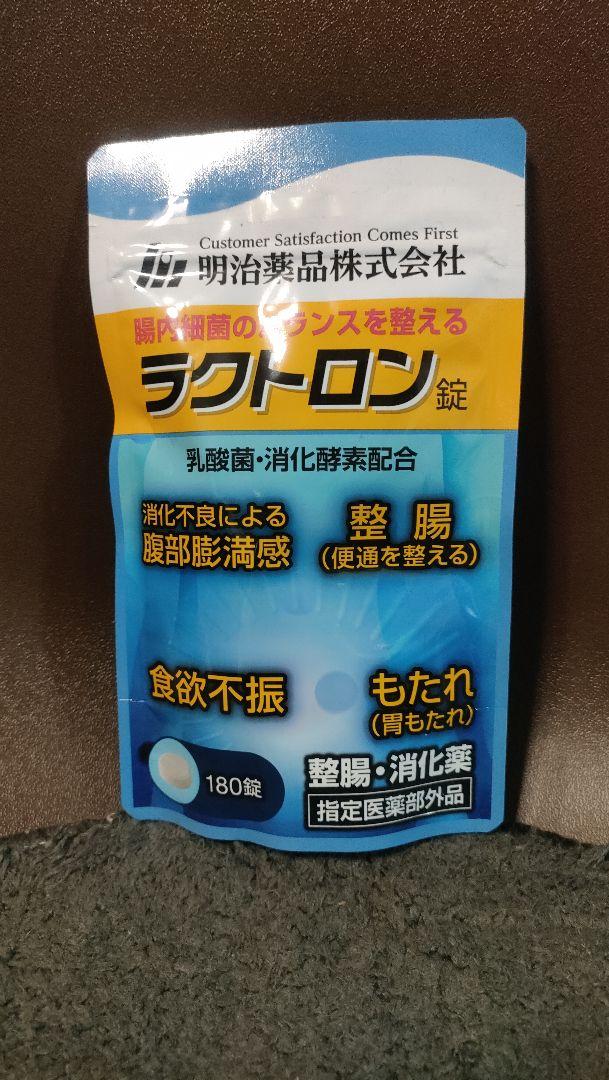 Customer Satisfaction Comes First
明治薬品株式会社
腸内細菌のバランスを整える
ラクトロン錠
乳酸菌・消化酵素配合
消化不良による
腹部膨満感
整腸
(便通を整える)
食欲不振
もたれ
(胃もたれ)
180錠
整腸・消化薬
指定医薬部外品